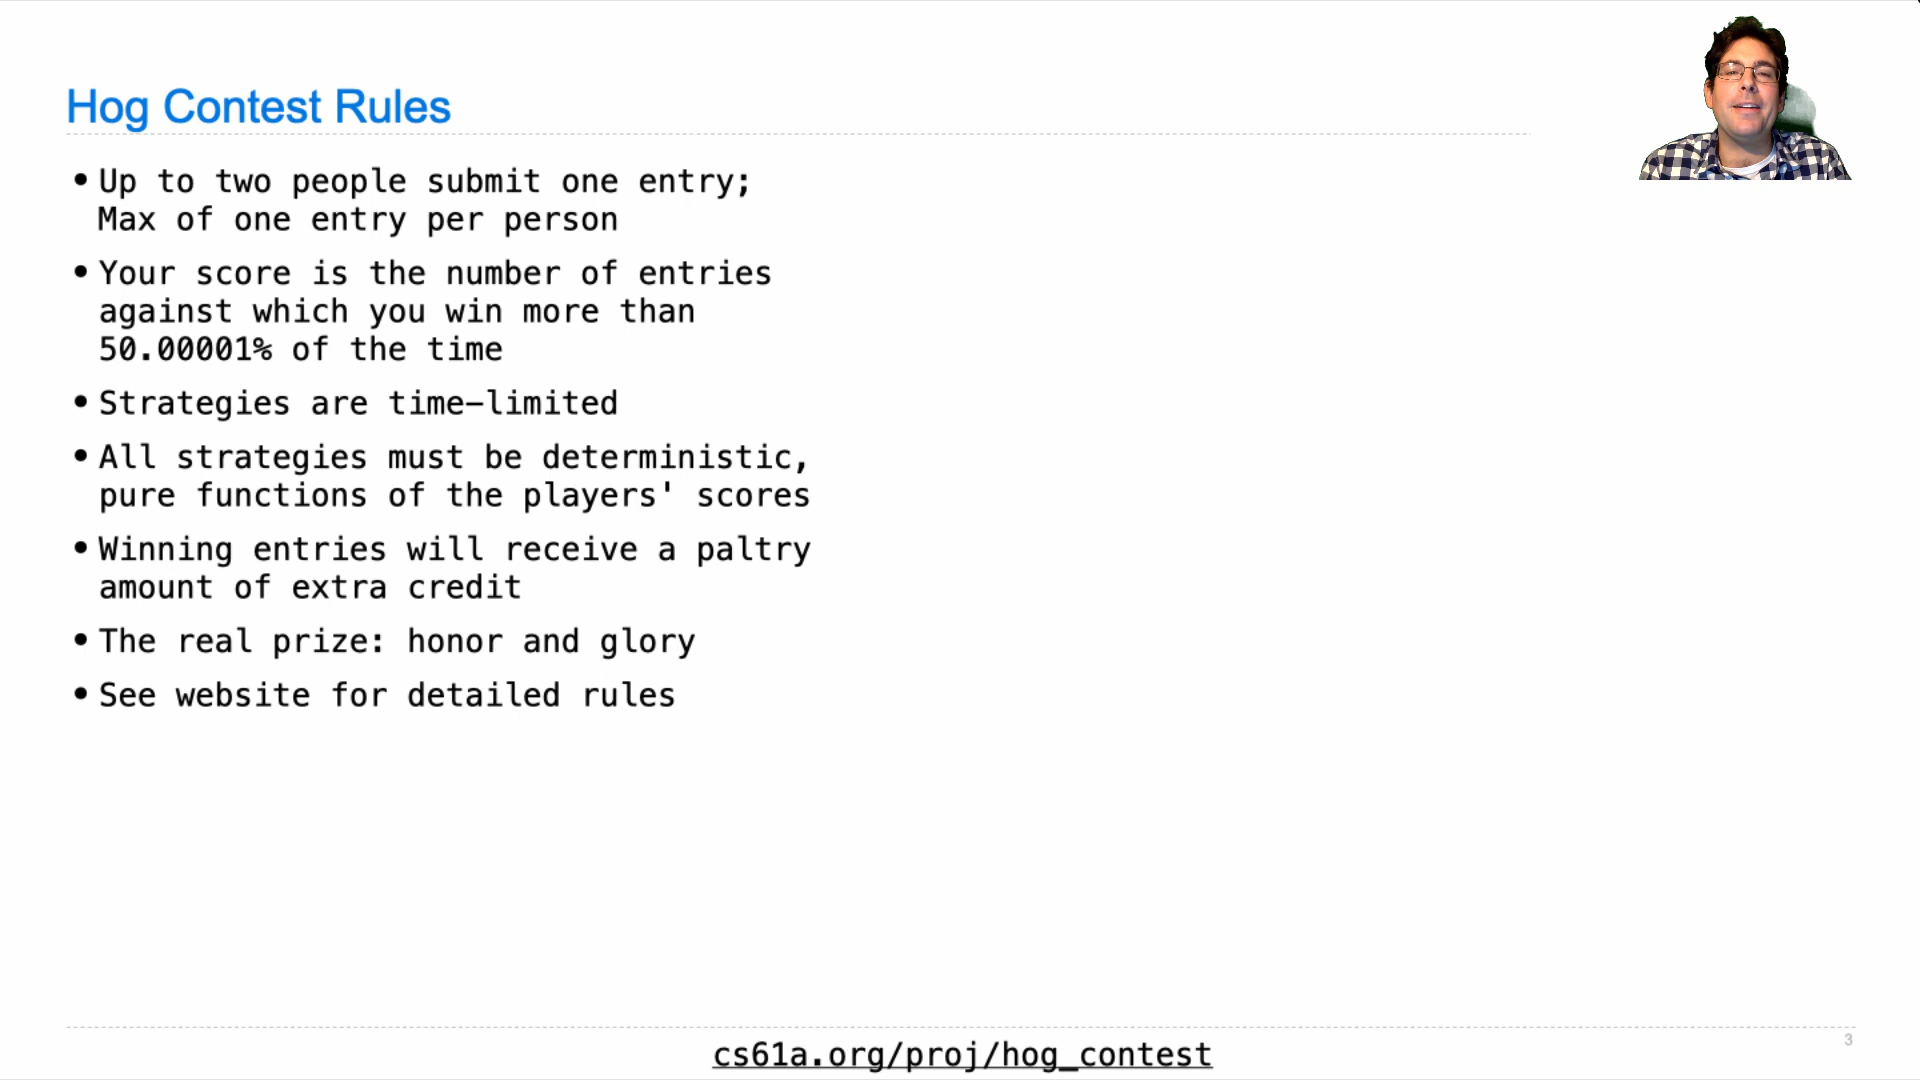 Hog Contest Rules
• Up to two people submit one entry;
Max of one entry per person
• Your score is the number of entries
against which you win more than
50.00001% of the time
• Strategies are time-limited
• All strategies must be deterministic,
pure functions of the players' scores
• Winning entries will receive a paltry
amount of extra credit
• The real prize: honor and glory
• See website for detailed rules
cs61a.org/proj/hog_contest
3